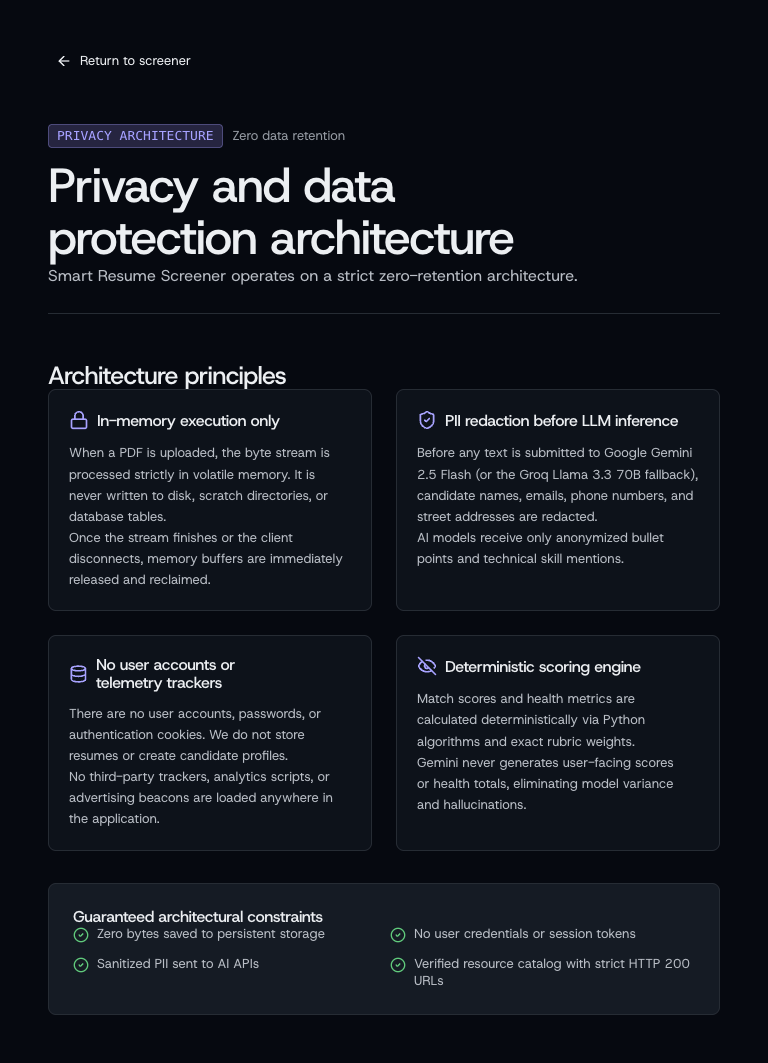 Return to screener
PRIVACY ARCHITECTURE Zero data retention
Privacy and data
protection architecture
Smart Resume Screener operates on a strict zero-retention architecture.
Architecture principles
In-memory execution only
When a PDF is uploaded, the byte stream is
processed strictly in volatile memory. It is
never written to disk, scratch directories, or
database tables.
Once the stream finishes or the client
disconnects, memory buffers are immediately
released and reclaimed.
PII redaction before LLM inference
Before any text is submitted to Google Gemini
2.5 Flash (or the Groq Llama 3.3 70B fallback),
candidate names, emails, phone numbers, and
street addresses are redacted.
AI models receive only anonymized bullet
points and technical skill mentions.
No user accounts or
telemetry trackers
There are no user accounts, passwords, or
authentication cookies. We do not store
resumes or create candidate profiles.
No third-party trackers, analytics scripts, or
advertising beacons are loaded anywhere in
the application.
Deterministic scoring engine
Match scores and health metrics are
calculated deterministically via Python
algorithms and exact rubric weights.
Gemini never generates user-facing scores
or health totals, eliminating model variance
and hallucinations.
Guaranteed architectural constraints
Zero bytes saved to persistent storage
No user credentials or session tokens
Sanitized PII sent to AI APIs
Verified resource catalog with strict HTTP 200
URLs